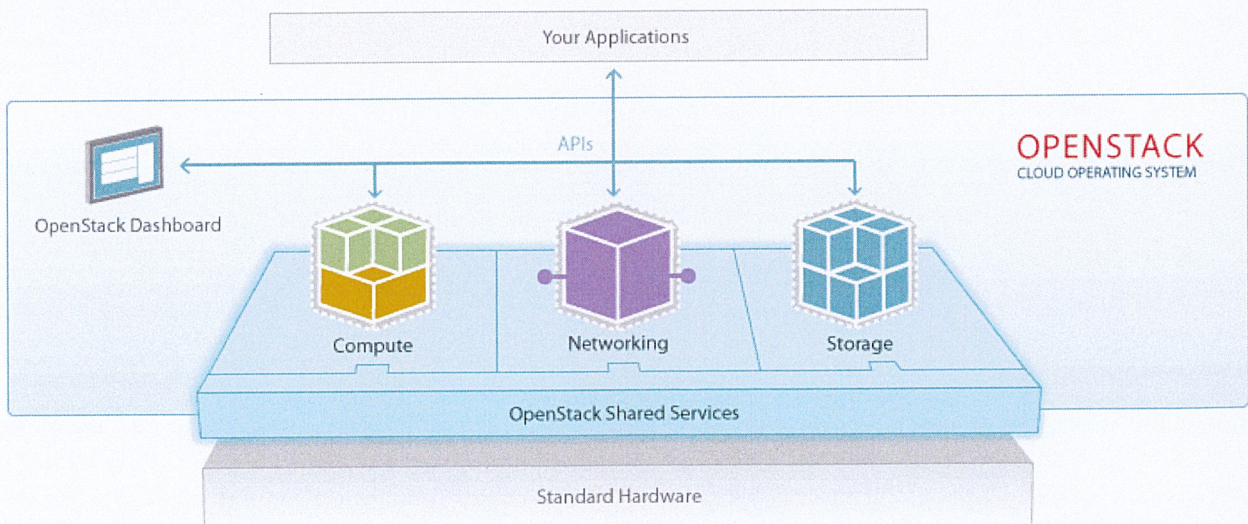 Your Applications
APIs
OPENSTACK
CLOUD OPERATING SYSTEM
OpenStack Dashboard
Compute
Networking
Storage
OpenStack Shared Services
Standard Hardware